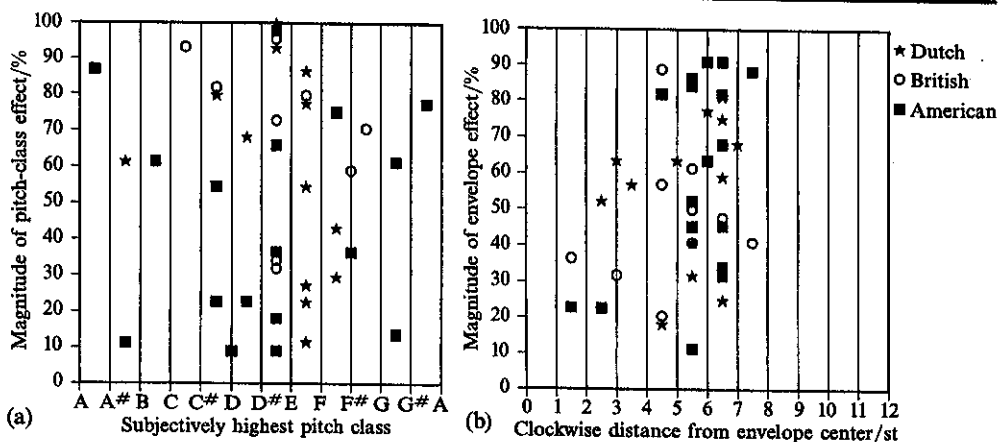 Magnitude of pitch-class effect/%
100
90
80
70
60
50
40
30
20
10
0
A A# B C C# D D# E F F# G G# A
(a) Subjectively highest pitch class
Magnitude of envelope effect/%
100
90
80
70
60
50
40
30
20
10
0
0 1 2 3 4 5 6 7 8 9 10 11 12
(b) Clockwise distance from envelope center/st
Dutch
British
American